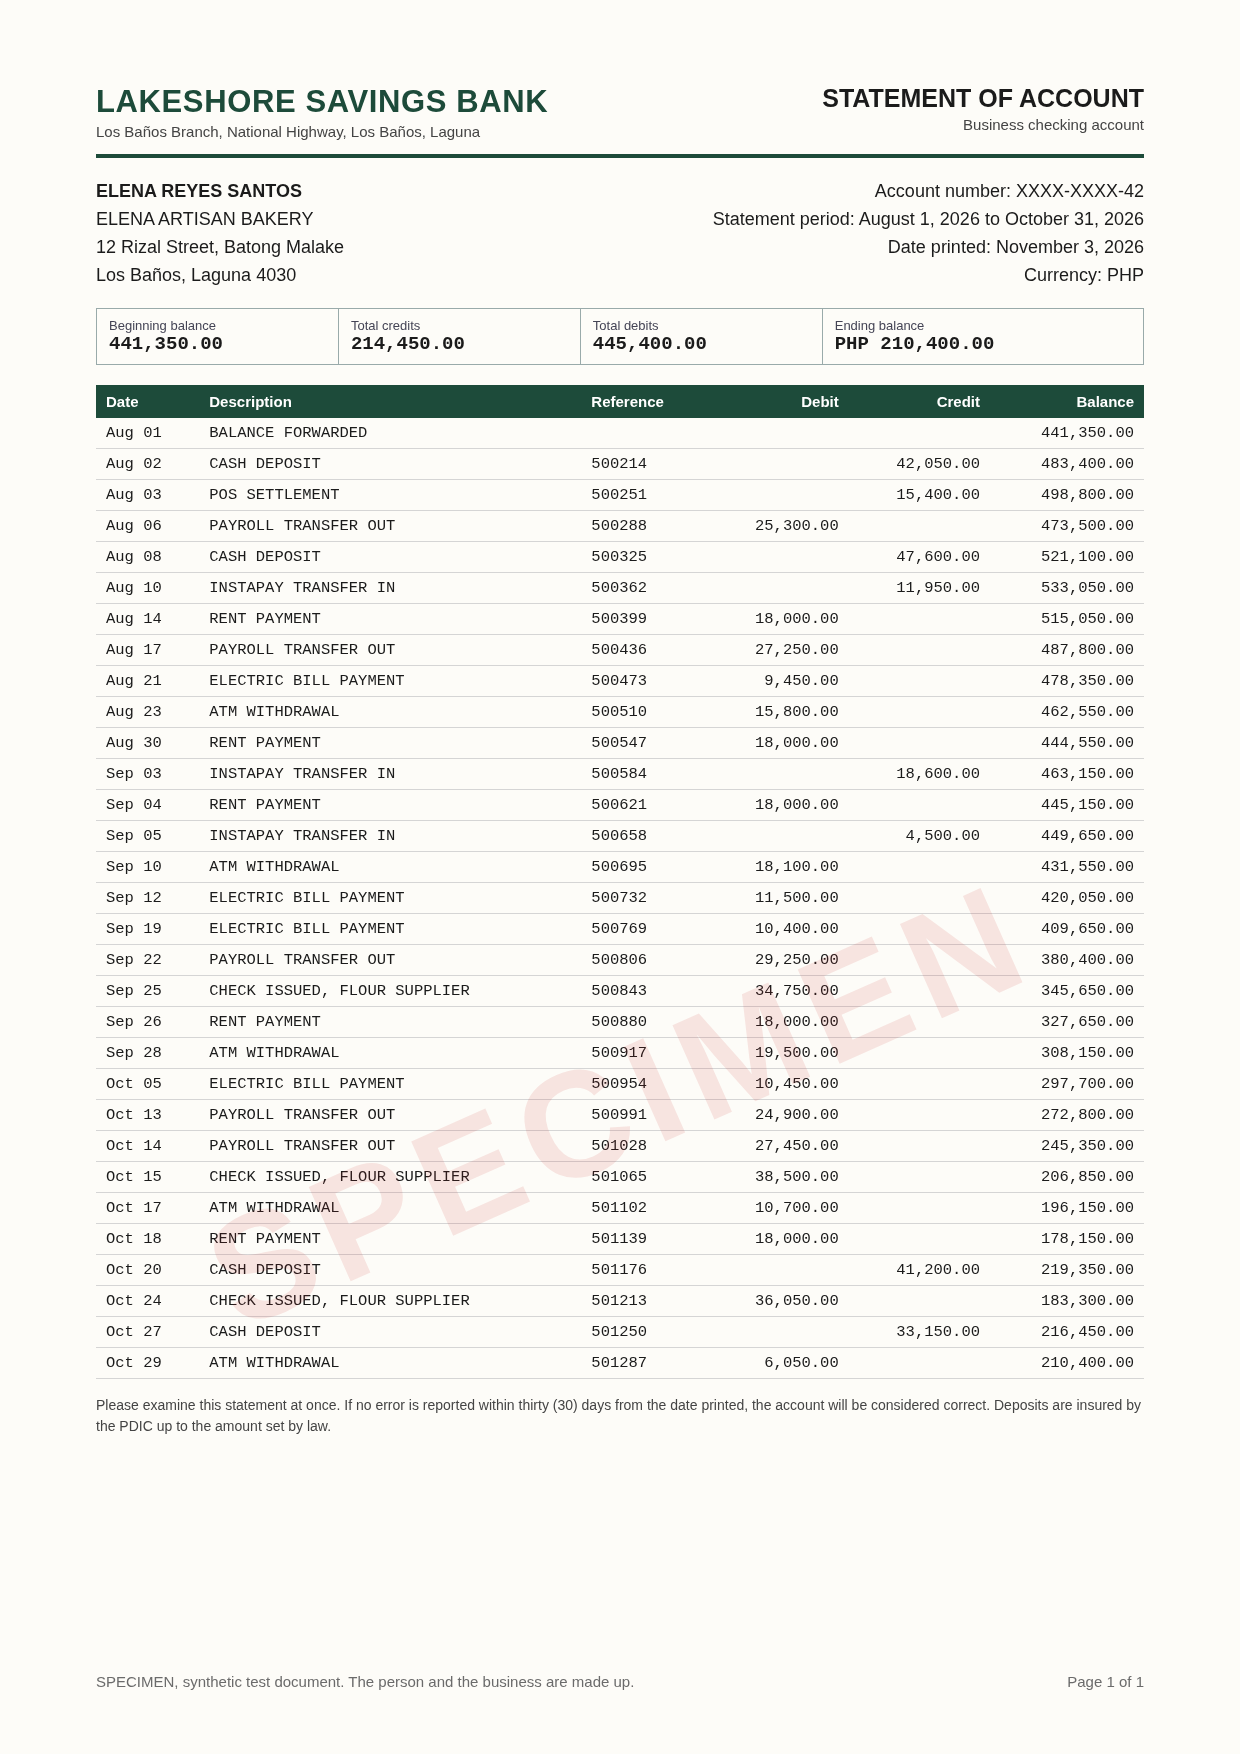 LAKESHORE SAVINGS BANK
Los Baños Branch, National Highway, Los Baños, Laguna
STATEMENT OF ACCOUNT
Business checking account
ELENA REYES SANTOS
ELENA ARTISAN BAKERY
12 Rizal Street, Batong Malake
Los Baños, Laguna 4030
Account number: XXXX-XXXX-42
Statement period: August 1, 2026 to October 31, 2026
Date printed: November 3, 2026
Currency: PHP
Beginning balance
441,350.00
Total credits
214,450.00
Total debits
445,400.00
Ending balance
PHP 210,400.00
Date Description Reference Debit Credit Balance
Aug 01 BALANCE FORWARDED 441,350.00
Aug 02 CASH DEPOSIT 500214 42,050.00 483,400.00
Aug 03 POS SETTLEMENT 500251 15,400.00 498,800.00
Aug 06 PAYROLL TRANSFER OUT 500288 25,300.00 473,500.00
Aug 08 CASH DEPOSIT 500325 47,600.00 521,100.00
Aug 10 INSTAPAY TRANSFER IN 500362 11,950.00 533,050.00
Aug 14 RENT PAYMENT 500399 18,000.00 515,050.00
Aug 17 PAYROLL TRANSFER OUT 500436 27,250.00 487,800.00
Aug 21 ELECTRIC BILL PAYMENT 500473 9,450.00 478,350.00
Aug 23 ATM WITHDRAWAL 500510 15,800.00 462,550.00
Aug 30 RENT PAYMENT 500547 18,000.00 444,550.00
Sep 03 INSTAPAY TRANSFER IN 500584 18,600.00 463,150.00
Sep 04 RENT PAYMENT 500621 18,000.00 445,150.00
Sep 05 INSTAPAY TRANSFER IN 500658 4,500.00 449,650.00
Sep 10 ATM WITHDRAWAL 500695 18,100.00 431,550.00
Sep 12 ELECTRIC BILL PAYMENT 500732 11,500.00 420,050.00
Sep 19 ELECTRIC BILL PAYMENT 500769 10,400.00 409,650.00
Sep 22 PAYROLL TRANSFER OUT 500806 29,250.00 380,400.00
Sep 25 CHECK ISSUED, FLOUR SUPPLIER 500843 34,750.00 345,650.00
Sep 26 RENT PAYMENT 500880 18,000.00 327,650.00
Sep 28 ATM WITHDRAWAL 500917 19,500.00 308,150.00
Oct 05 ELECTRIC BILL PAYMENT 500954 10,450.00 297,700.00
Oct 13 PAYROLL TRANSFER OUT 500991 24,900.00 272,800.00
Oct 14 PAYROLL TRANSFER OUT 501028 27,450.00 245,350.00
Oct 15 CHECK ISSUED, FLOUR SUPPLIER 501065 38,500.00 206,850.00
Oct 17 ATM WITHDRAWAL 501102 10,700.00 196,150.00
Oct 18 RENT PAYMENT 501139 18,000.00 178,150.00
Oct 20 CASH DEPOSIT 501176 41,200.00 219,350.00
Oct 24 CHECK ISSUED, FLOUR SUPPLIER 501213 36,050.00 183,300.00
Oct 27 CASH DEPOSIT 501250 33,150.00 216,450.00
Oct 29 ATM WITHDRAWAL 501287 6,050.00 210,400.00
SPECIMEN
Please examine this statement at once. If no error is reported within thirty (30) days from the date printed, the account will be considered correct. Deposits are insured by
the PDIC up to the amount set by law.
SPECIMEN, synthetic test document. The person and the business are made up.
Page 1 of 1